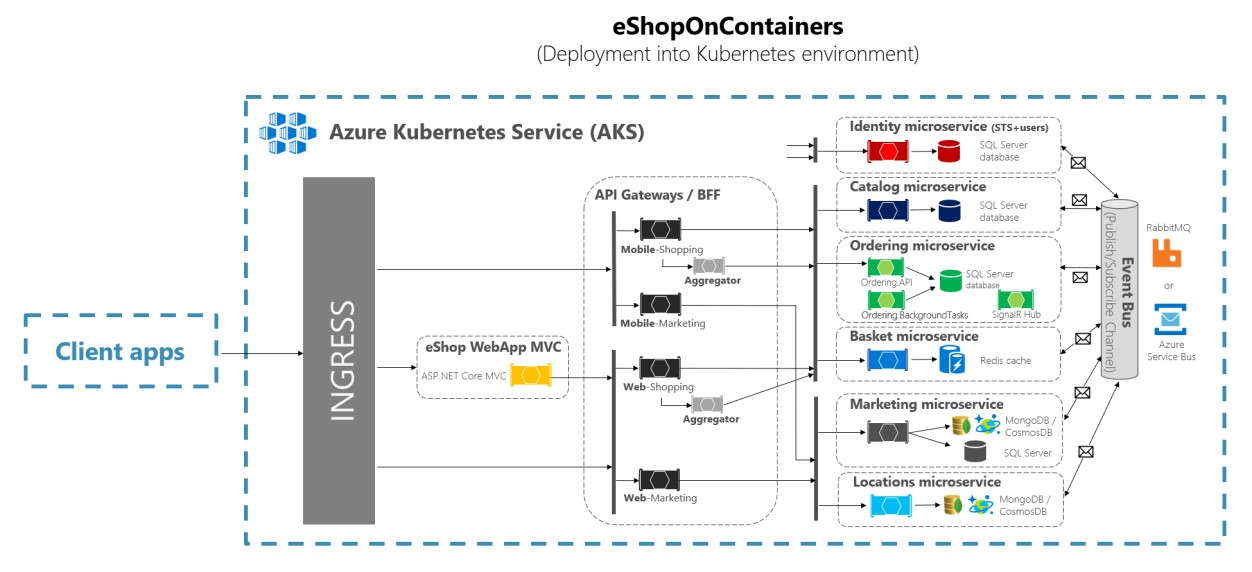 eShopOnContainers
(Deployment into Kubernetes environment)
Azure Kubernetes Service (AKS)
Client apps
INGRESS
eShop WebApp MVC
ASP.NET Core MVC
API Gateways / BFF
Mobile-Shopping
Aggregator
Mobile-Marketing
Web-Shopping
Aggregator
Web-Marketing
Identity microservice (STS+users)
SQL Server
database
Catalog microservice
SQL Server
database
Ordering microservice
Ordering.API
SQL Server
database
Ordering.BackgroundTasks
SignalR Hub
Basket microservice
Redis cache
Marketing microservice
MongoDB /
CosmosDB
SQL Server
Locations microservice
MongoDB /
CosmosDB
Event Bus
(Publish/Subscribe Channel)
RabbitMQ
or
Azure
Service Bus